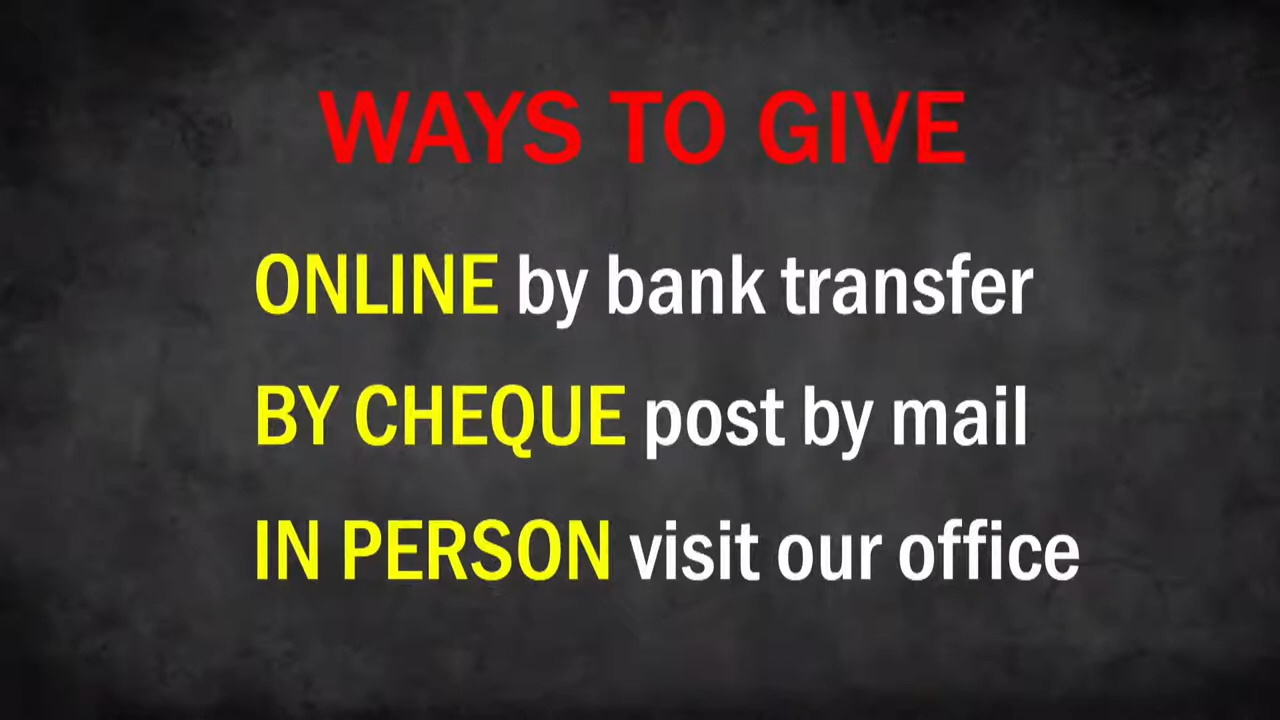 WAYS TO GIVE
ONLINE by bank transfer
BY CHEQUE post by mail
IN PERSON visit our office